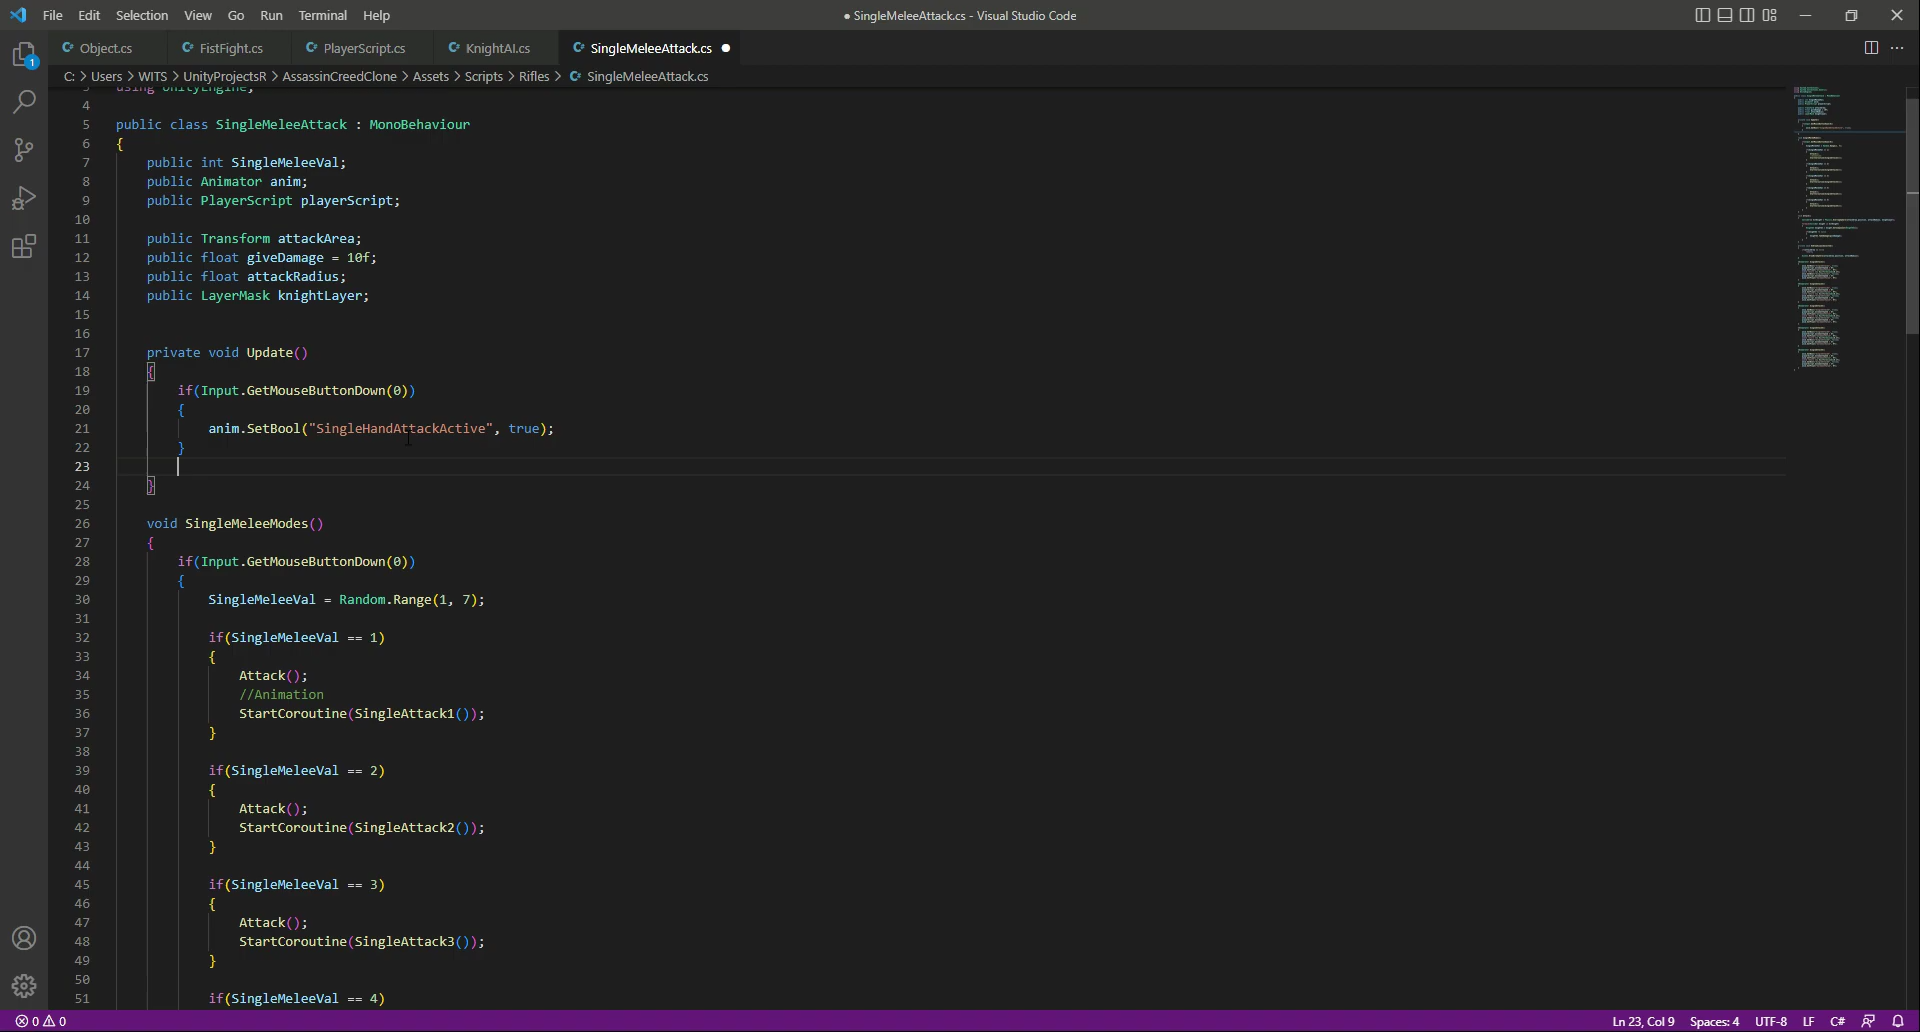 File Edit Selection View Go Run Terminal Help
● SingleMeleeAttack.cs - Visual Studio Code
Object.cs FistFight.cs PlayerScript.cs KnightAI.cs SingleMeleeAttack.cs
C: > Users > WITS > UnityProjectsR > AssassinCreedClone > Assets > Scripts > Rifles > SingleMeleeAttack.cs
1
3 using UnityEngine;
4
5 public class SingleMeleeAttack : MonoBehaviour
6 {
7 public int SingleMeleeVal;
8 public Animator anim;
9 public PlayerScript playerScript;
10
11 public Transform attackArea;
12 public float giveDamage = 10f;
13 public float attackRadius;
14 public LayerMask knightLayer;
15
16
17 private void Update()
18 {
19 if(Input.GetMouseButtonDown(0))
20 {
21 anim.SetBool("SingleHandAttackActive", true);
22 }
23
24 }
25
26 void SingleMeleeModes()
27 {
28 if(Input.GetMouseButtonDown(0))
29 {
30 SingleMeleeVal = Random.Range(1, 7);
31
32 if(SingleMeleeVal == 1)
33 {
34 Attack();
35 //Animation
36 StartCoroutine(SingleAttack1());
37 }
38
39 if(SingleMeleeVal == 2)
40 {
41 Attack();
42 StartCoroutine(SingleAttack2());
43 }
44
45 if(SingleMeleeVal == 3)
46 {
47 Attack();
48 StartCoroutine(SingleAttack3());
49 }
50
51 if(SingleMeleeVal == 4)
0 0 Ln 23, Col 9 Spaces: 4 UTF-8 LF C#